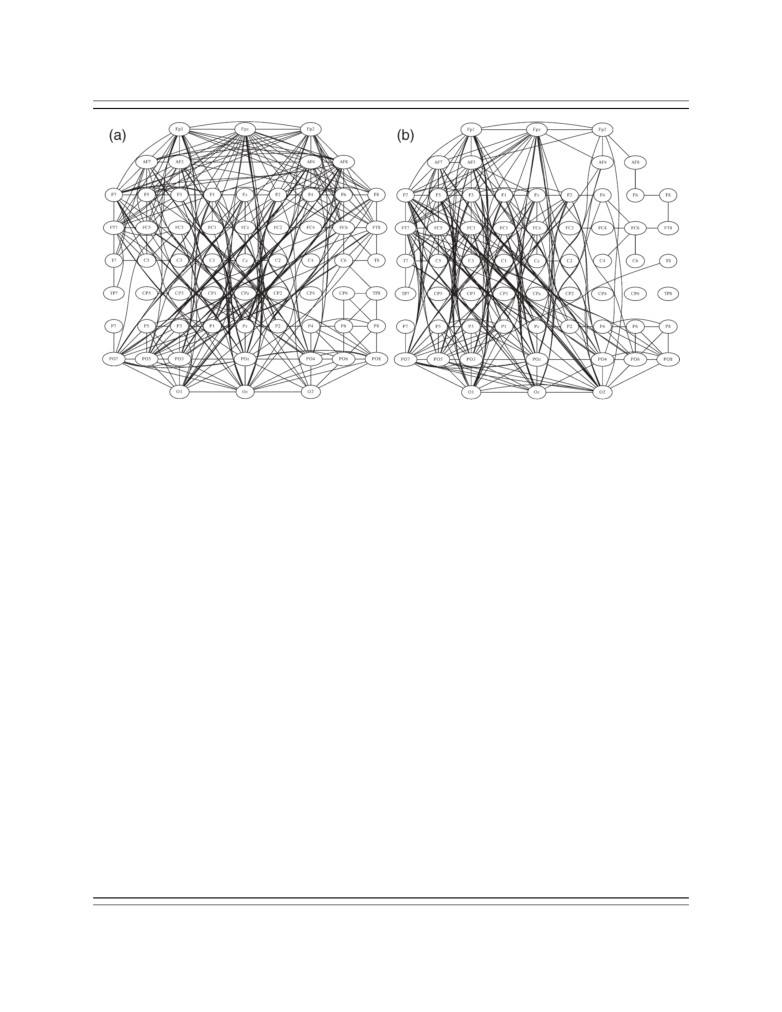 (a) (b)
Fp1 Fpz Fp2 Fp1 Fpz Fp2
AF7 AF3 AF4 AF8 AF7 AF3 AF4 AF8
F7 F5 F3 F1 Fz F2 F4 F6 F8 F7 F5 F3 F1 Fz F2 F4 F6 F8
FT7 FC5 FC3 FC1 FCz FC2 FC4 FC6 FT8 FT7 FC5 FC3 FC1 FCz FC2 FC4 FC6 FT8
T7 C5 C3 C1 Cz C2 C4 C6 T8 T7 C5 C3 C1 Cz C2 C4 C6 T8
TP7 CP5 CP3 CP1 CPz CP2 CP4 CP6 TP8 TP7 CP5 CP3 CP1 CPz CP2 CP4 CP6 TP8
P7 P5 P3 P1 Pz P2 P4 P6 P8 P7 P5 P3 P1 Pz P2 P4 P6 P8
PO7 PO5 PO3 POz PO4 PO6 PO8 PO7 PO5 PO3 POz PO4 PO6 PO8
O1 Oz O2 O1 Oz O2